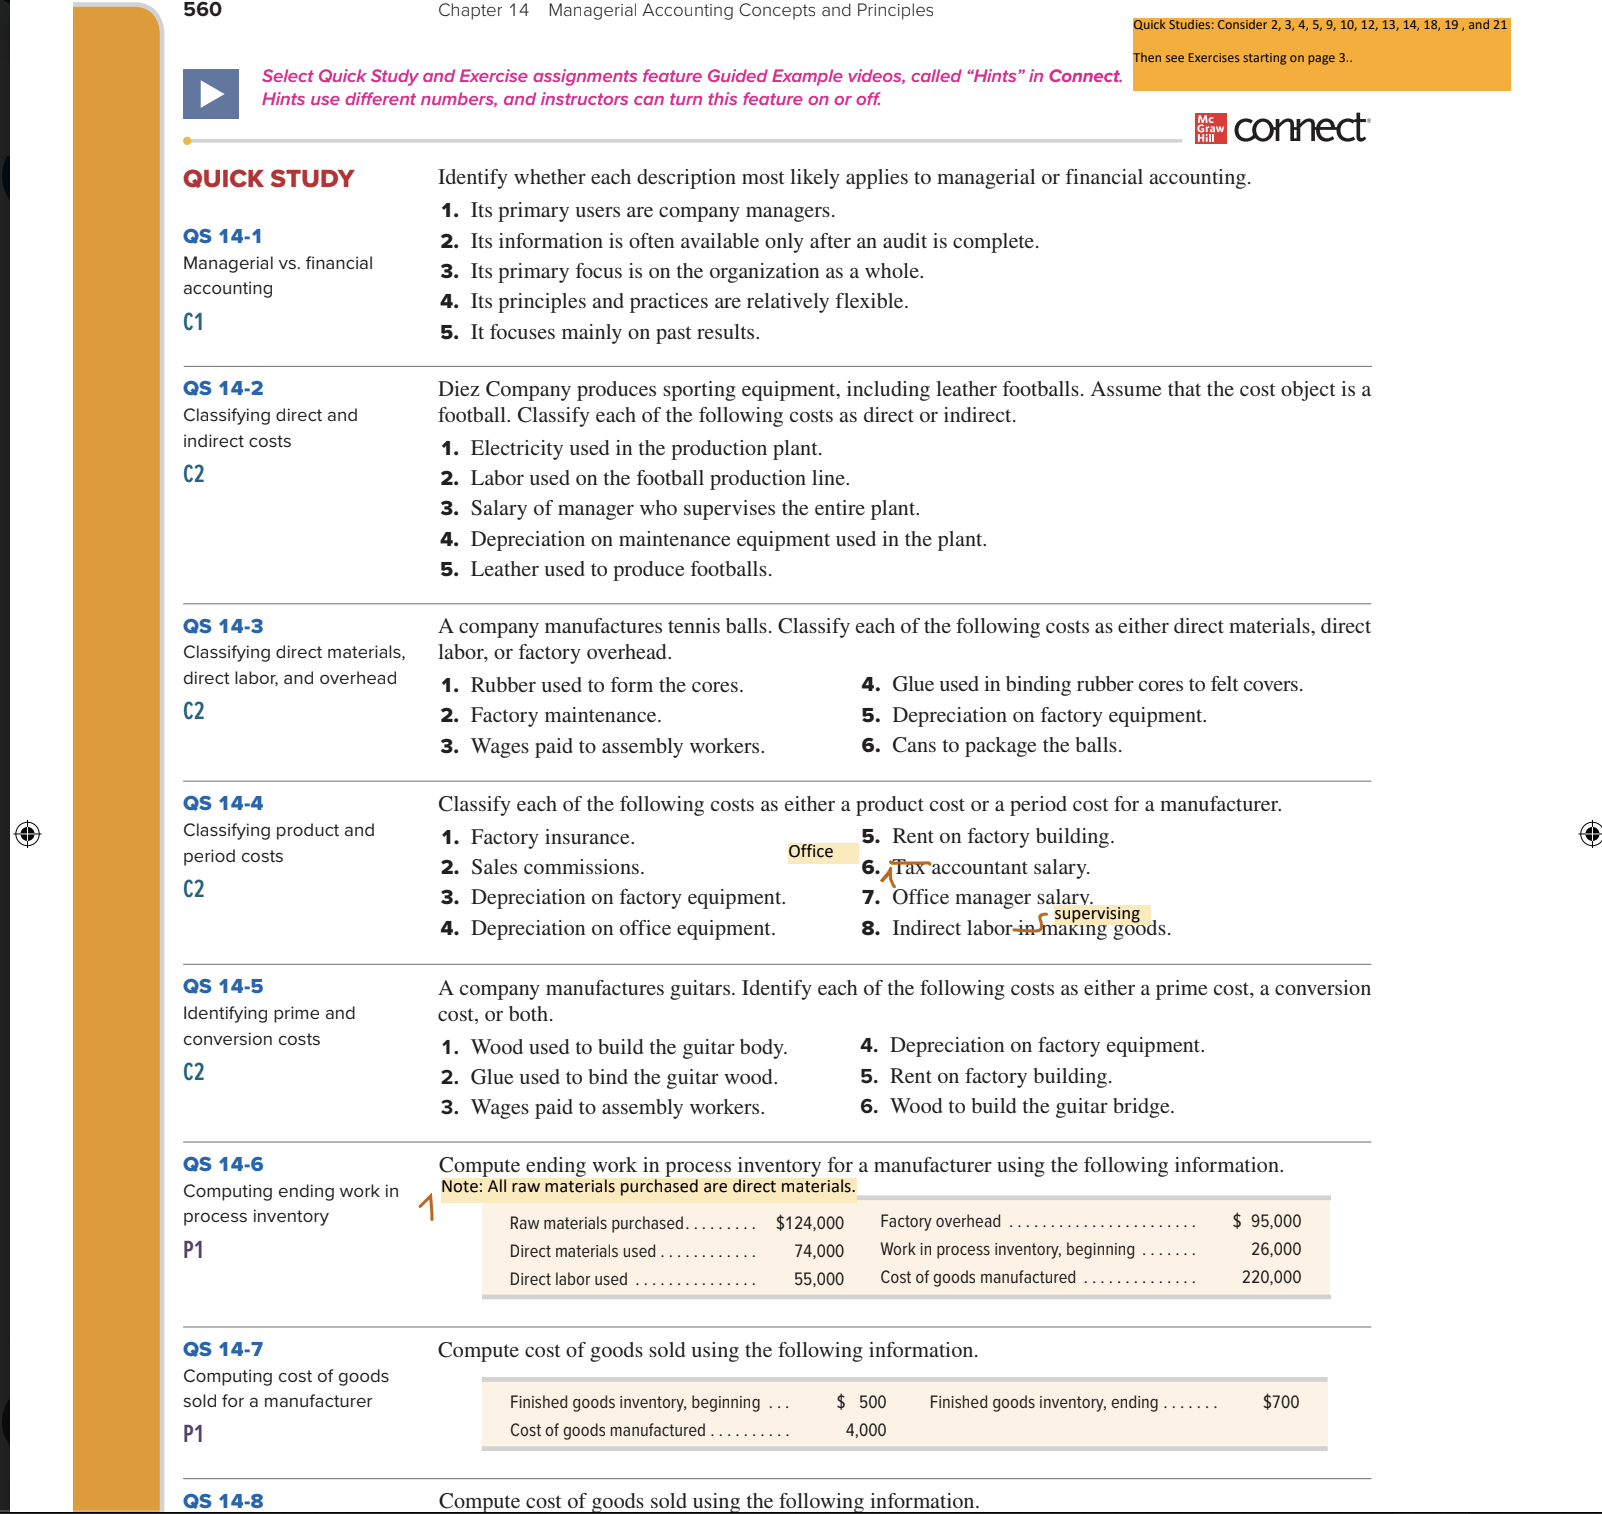 560
Chapter 14 Managerial Accounting Concepts and Principles
Quick Studies: Consider 2, 3, 4, 5, 9, 10, 12, 13, 14, 18, 19 , and 21
Then see Exercises starting on page 3..
Select Quick Study and Exercise assignments feature Guided Example videos, called “Hints” in Connect.
Hints use different numbers, and instructors can turn this feature on or off.
Mc
Graw
Hill
connect
QUICK STUDY
QS 14-1
Managerial vs. financial
accounting
C1
Identify whether each description most likely applies to managerial or financial accounting.
1. Its primary users are company managers.
2. Its information is often available only after an audit is complete.
3. Its primary focus is on the organization as a whole.
4. Its principles and practices are relatively flexible.
5. It focuses mainly on past results.
QS 14-2
Classifying direct and
indirect costs
C2
Diez Company produces sporting equipment, including leather footballs. Assume that the cost object is a
football. Classify each of the following costs as direct or indirect.
1. Electricity used in the production plant.
2. Labor used on the football production line.
3. Salary of manager who supervises the entire plant.
4. Depreciation on maintenance equipment used in the plant.
5. Leather used to produce footballs.
QS 14-3
Classifying direct materials,
direct labor, and overhead
C2
A company manufactures tennis balls. Classify each of the following costs as either direct materials, direct
labor, or factory overhead.
1. Rubber used to form the cores.
2. Factory maintenance.
3. Wages paid to assembly workers.
4. Glue used in binding rubber cores to felt covers.
5. Depreciation on factory equipment.
6. Cans to package the balls.
QS 14-4
Classifying product and
period costs
C2
Classify each of the following costs as either a product cost or a period cost for a manufacturer.
1. Factory insurance.
2. Sales commissions.
3. Depreciation on factory equipment.
4. Depreciation on office equipment.
5. Rent on factory building.
Office
6. Tax accountant salary.
7. Office manager salary.
supervising
8. Indirect labor in making goods.
QS 14-5
Identifying prime and
conversion costs
C2
A company manufactures guitars. Identify each of the following costs as either a prime cost, a conversion
cost, or both.
1. Wood used to build the guitar body.
2. Glue used to bind the guitar wood.
3. Wages paid to assembly workers.
4. Depreciation on factory equipment.
5. Rent on factory building.
6. Wood to build the guitar bridge.
QS 14-6
Computing ending work in
process inventory
P1
Compute ending work in process inventory for a manufacturer using the following information.
Note: All raw materials purchased are direct materials.
Raw materials purchased......... $124,000
Direct materials used............ 74,000
Direct labor used ............... 55,000
Factory overhead ....................... $ 95,000
Work in process inventory, beginning ....... 26,000
Cost of goods manufactured .............. 220,000
QS 14-7
Computing cost of goods
sold for a manufacturer
P1
Compute cost of goods sold using the following information.
Finished goods inventory, beginning ... $ 500
Cost of goods manufactured .......... 4,000
Finished goods inventory, ending ....... $700
QS 14-8
Compute cost of goods sold using the following information.